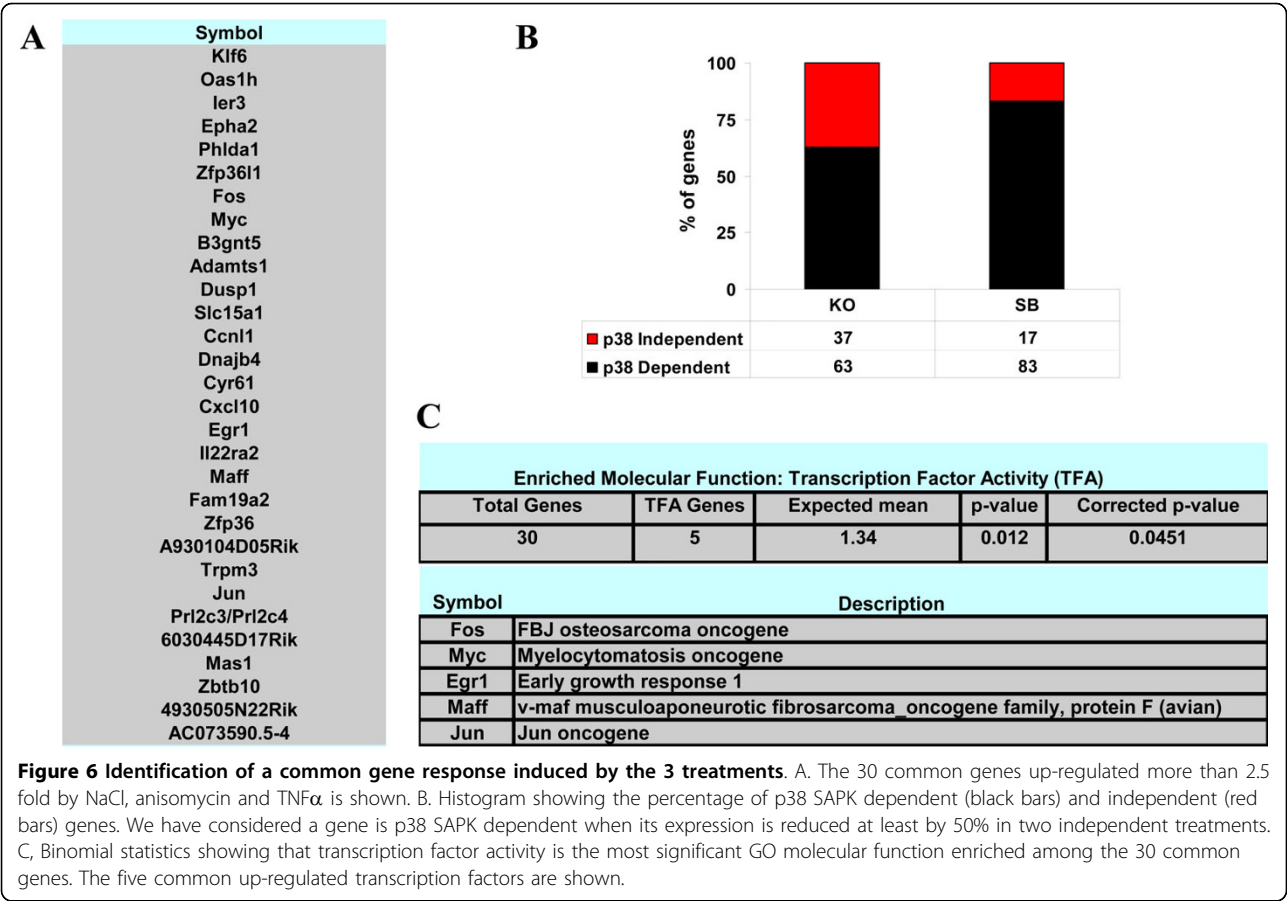 A
Symbol
Klf6
Oas1h
Ier3
Epha2
Phlda1
Zfp36l1
Fos
Myc
B3gnt5
Adamts1
Dusp1
Slc15a1
Ccnl1
Dnajb4
Cyr61
Cxcl10
Egr1
Il22ra2
Maff
Fam19a2
Zfp36
A930104D05Rik
Trpm3
Jun
Prl2c3/Prl2c4
6030445D17Rik
Mas1
Zbtb10
4930505N22Rik
AC073590.5-4
B
% of genes
100
75
50
25
0
KO SB
p38 Independent 37 17
p38 Dependent 63 83
C
Enriched Molecular Function: Transcription Factor Activity (TFA)
Total Genes TFA Genes Expected mean p-value Corrected p-value
30 5 1.34 0.012 0.0451
Symbol Description
Fos FBJ osteosarcoma oncogene
Myc Myelocytomatosis oncogene
Egr1 Early growth response 1
Maff v-maf musculoaponeurotic fibrosarcoma_oncogene family, protein F (avian)
Jun Jun oncogene
Figure 6 Identification of a common gene response induced by the 3 treatments. A. The 30 common genes up-regulated more than 2.5
fold by NaCl, anisomycin and TNFα is shown. B. Histogram showing the percentage of p38 SAPK dependent (black bars) and independent (red
bars) genes. We have considered a gene is p38 SAPK dependent when its expression is reduced at least by 50% in two independent treatments.
C, Binomial statistics showing that transcription factor activity is the most significant GO molecular function enriched among the 30 common
genes. The five common up-regulated transcription factors are shown.